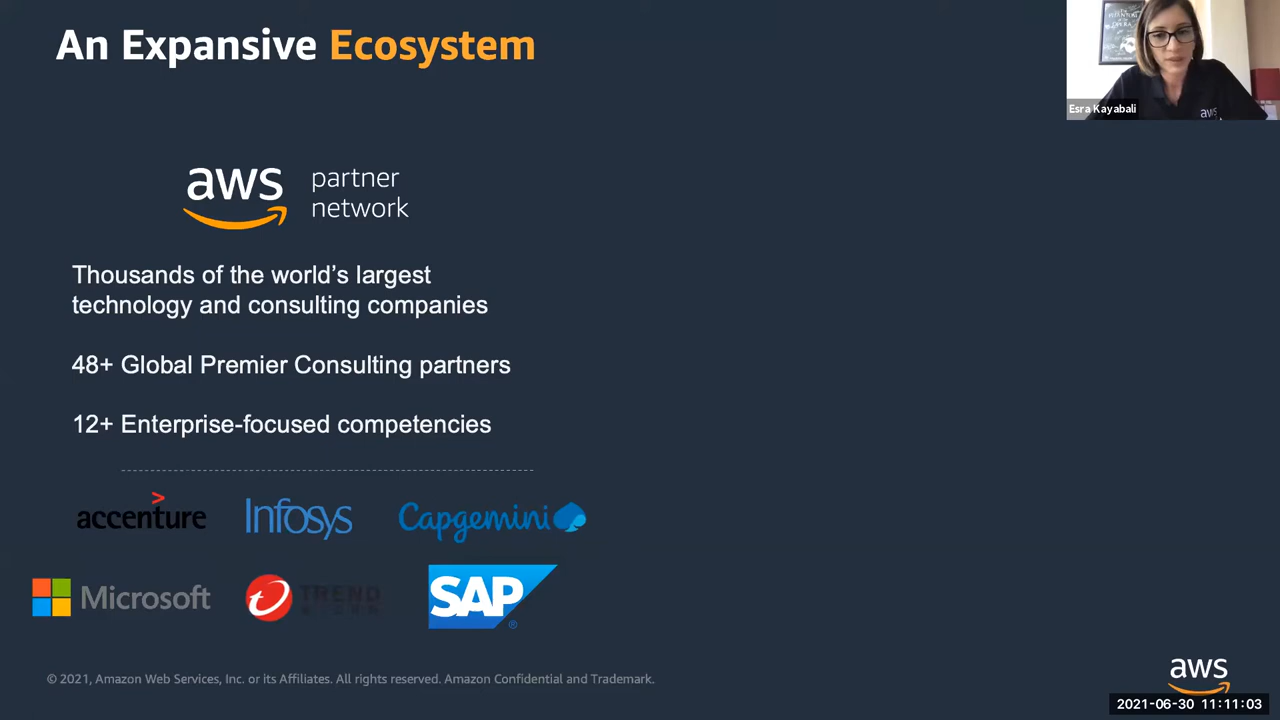 An Expansive Ecosystem
Esra Kayabali
aws
aws partner network
Thousands of the world's largest
technology and consulting companies
48+ Global Premier Consulting partners
12+ Enterprise-focused competencies
accenture
Infosys
Capgemini
Microsoft
TREND
SAP
®
© 2021, Amazon Web Services, Inc. or its Affiliates. All rights reserved. Amazon Confidential and Trademark.
aws
2021-06-30 11:11:03